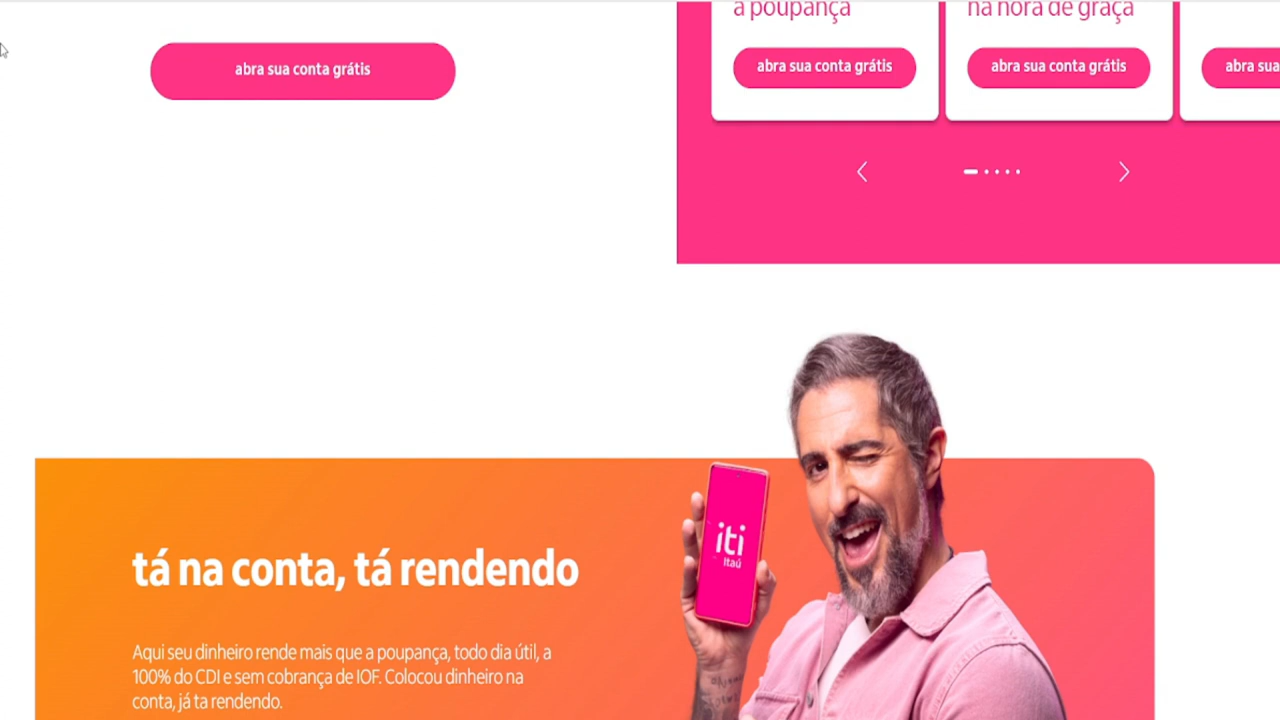 abra sua conta grátis
a poupança
na hora de graça
abra sua conta grátis
abra sua conta grátis
abra sua
iti
Itaú
tá na conta, tá rendendo
Aqui seu dinheiro rende mais que a poupança, todo dia útil, a
100% do CDI e sem cobrança de IOF. Colocou dinheiro na
conta, já ta rendendo.